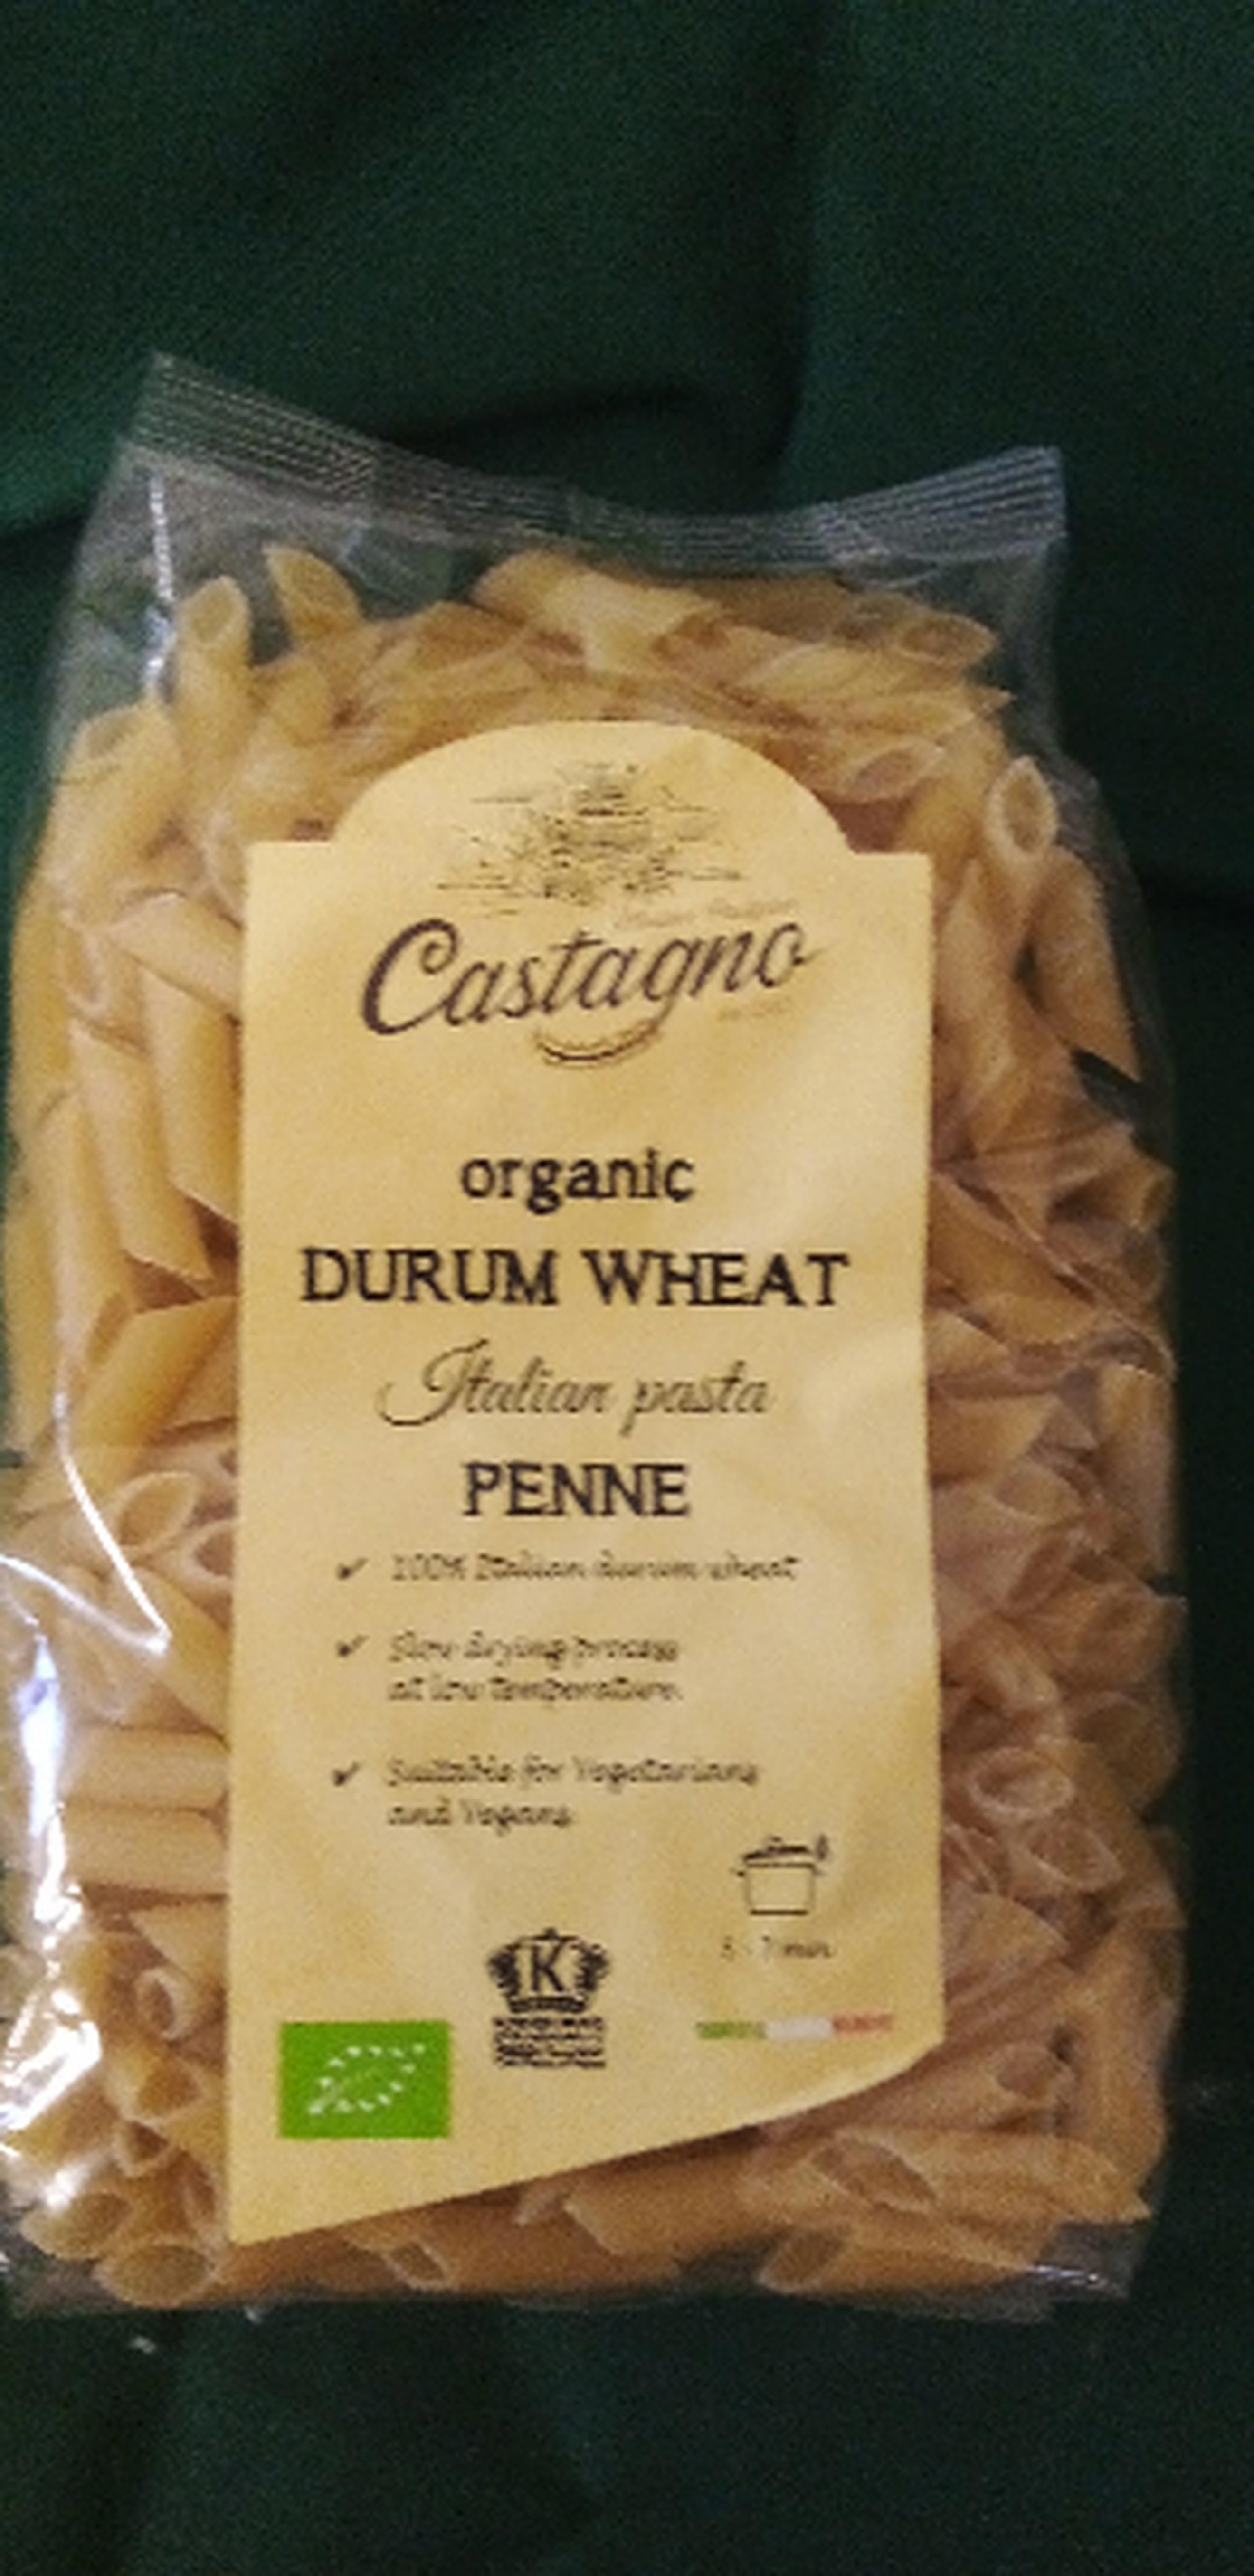 Castagno
organic
DURUM WHEAT
Italian pasta
PENNE
100% Italian durum wheat
Slow drying process
at low temperature.
Suitable for Vegetarians
and Vegans
K